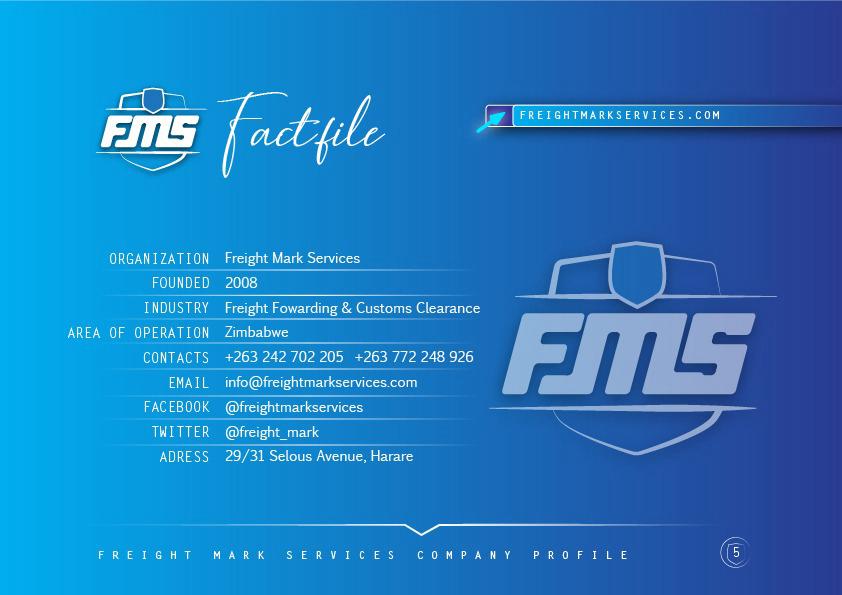 FMS Factfile
FREIGHTMARKSERVICES.COM
ORGANIZATION Freight Mark Services
FOUNDED 2008
INDUSTRY Freight Fowarding & Customs Clearance
AREA OF OPERATION Zimbabwe
CONTACTS +263 242 702 205 +263 772 248 926
EMAIL info@freightmarkservices.com
FACEBOOK @freightmarkservices
TWITTER @freight_mark
ADRESS 29/31 Selous Avenue, Harare
FMS
FREIGHT MARK SERVICES COMPANY PROFILE
5